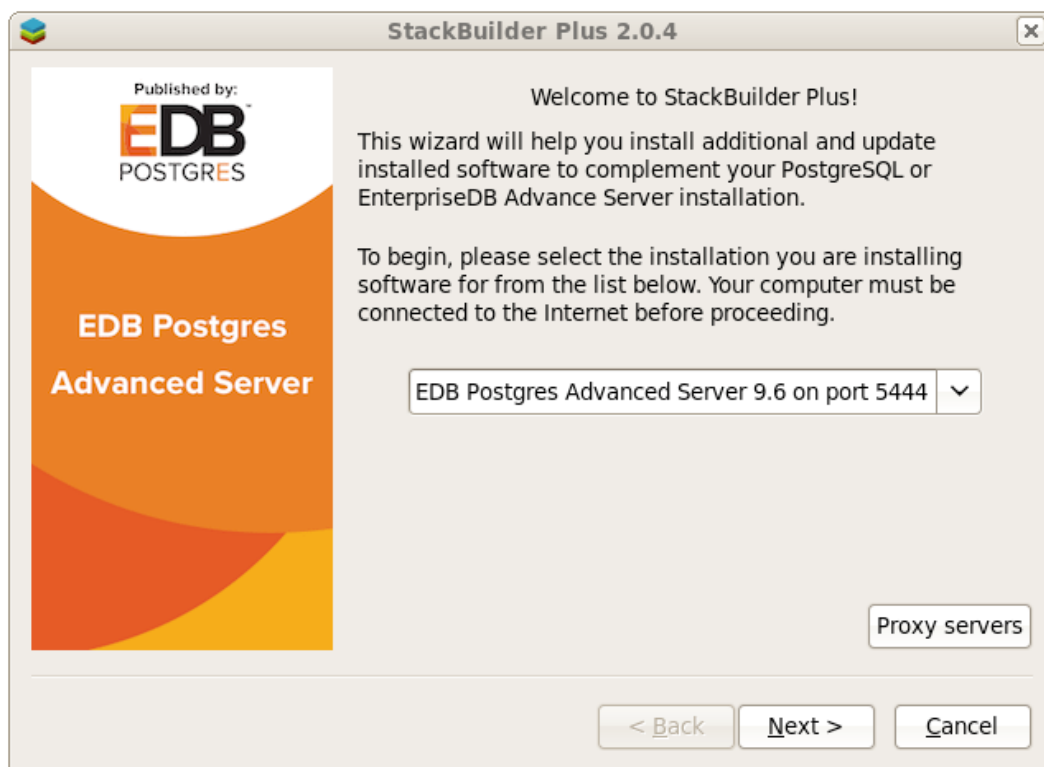 StackBuilder Plus 2.0.4
Published by:
EDB™
POSTGRES
EDB Postgres
Advanced Server
Welcome to StackBuilder Plus!
This wizard will help you install additional and update
installed software to complement your PostgreSQL or
EnterpriseDB Advance Server installation.
To begin, please select the installation you are installing
software for from the list below. Your computer must be
connected to the Internet before proceeding.
EDB Postgres Advanced Server 9.6 on port 5444
Proxy servers
< Back
Next >
Cancel